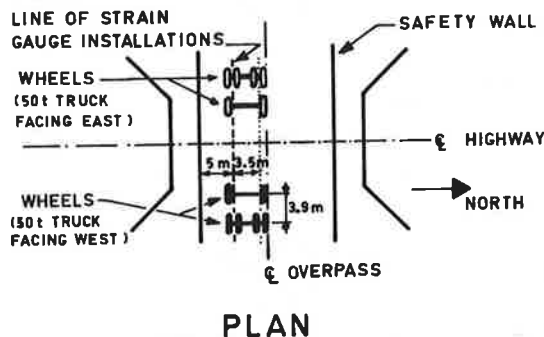 LINE OF STRAIN
GAUGE INSTALLATIONS
SAFETY WALL
WHEELS
(50t TRUCK
FACING EAST)
℄ HIGHWAY
5 m 3.5m
WHEELS
(50t TRUCK
FACING WEST)
3.9 m
NORTH
℄ OVERPASS
PLAN